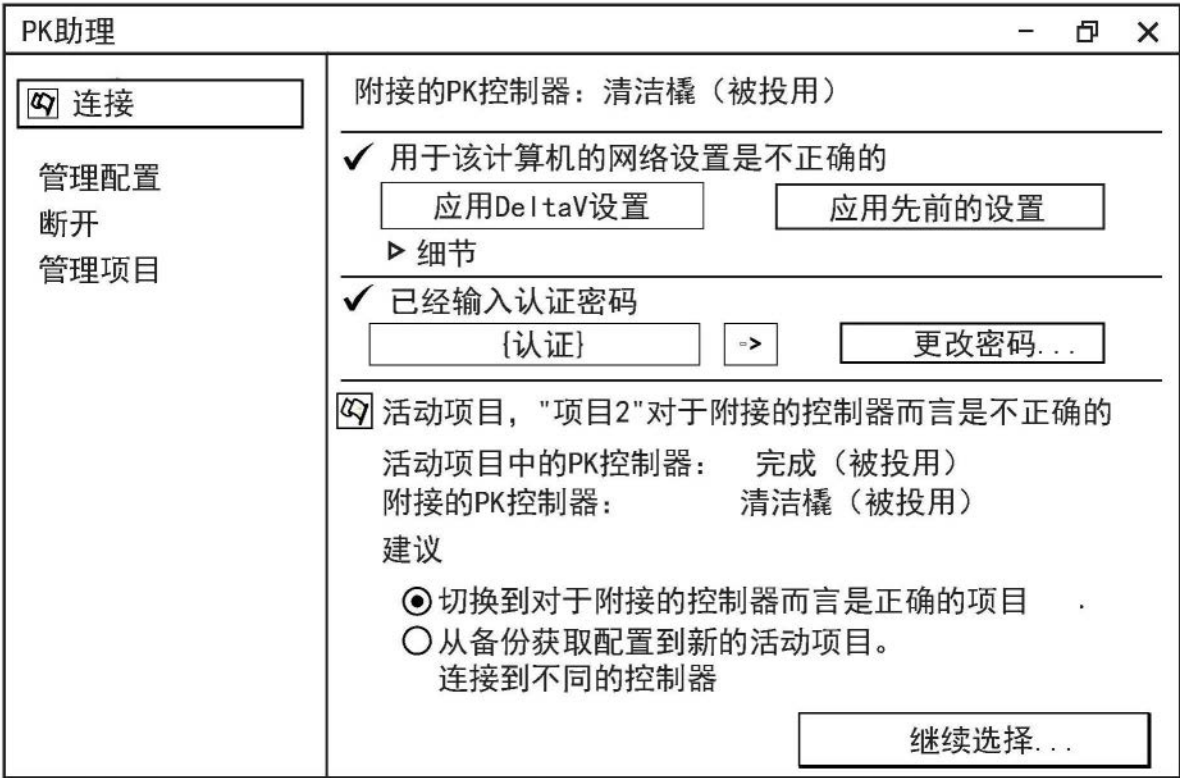 PK助理
连接
管理配置
断开
管理项目
附接的PK控制器：清洁橇（被投用）
用于该计算机的网络设置是不正确的
应用DeltaV设置 应用先前的设置
细节
已经输入认证密码
{认证} -> 更改密码...
活动项目，"项目2"对于附接的控制器而言是不正确的
活动项目中的PK控制器： 完成（被投用）
附接的PK控制器： 清洁橇（被投用）
建议
切换到对于附接的控制器而言是正确的项目
从备份获取配置到新的活动项目。
连接到不同的控制器
继续选择...